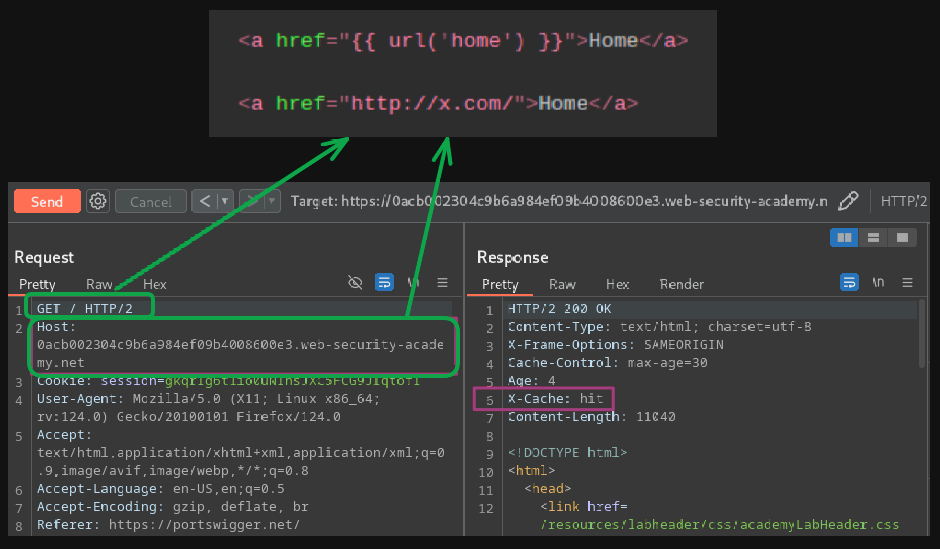 <a href="{{ url('home') }}">Home</a>
<a href="http://x.com/">Home</a>
Send
Cancel
<
>
Target: https://0acb002304c9b6a984ef09b4008600e3.web-security-academy.n
HTTP/2
Request
Pretty Raw Hex
\n
1 GET / HTTP/2
2 Host:
0acb002304c9b6a984ef09b4008600e3.web-security-acade
my.net
3 Cookie:
4 User-Agent: Mozilla/5.0 (X11; Linux x86_64;
rv:124.0) Gecko/20100101 Firefox/124.0
5 Accept:
text/html,application/xhtml+xml,application/xml;q=0
.9,image/avif,image/webp,*/*;q=0.8
6 Accept-Language: en-US,en;q=0.5
7 Accept-Encoding: gzip, deflate, br
8 Referer: https://portswigger.net/
Response
Pretty Raw Hex Render
\n
1 HTTP/2 200 OK
2 Content-Type: text/html; charset=utf-8
3 X-Frame-Options: SAMEORIGIN
4 Cache-Control: max-age=30
5 Age: 4
6 X-Cache: hit
7 Content-Length: 11040
8
9 <!DOCTYPE html>
10 <html>
11 <head>
12 <link href=
/resources/labheader/css/academyLabHeader.css